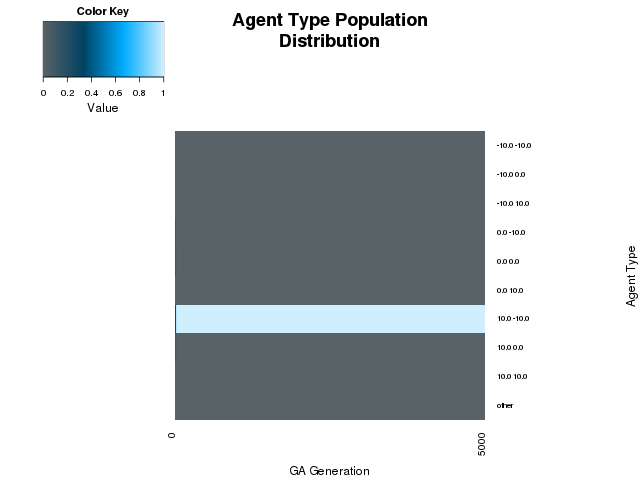 Color Key
Agent Type Population
Distribution
0 0.2 0.4 0.6 0.8 1
Value
-10.0 -10.0
-10.0 0.0
-10.0 10.0
0.0 -10.0
0.0 0.0
0.0 10.0
10.0 -10.0
10.0 0.0
10.0 10.0
other
Agent Type
0 5000
GA Generation